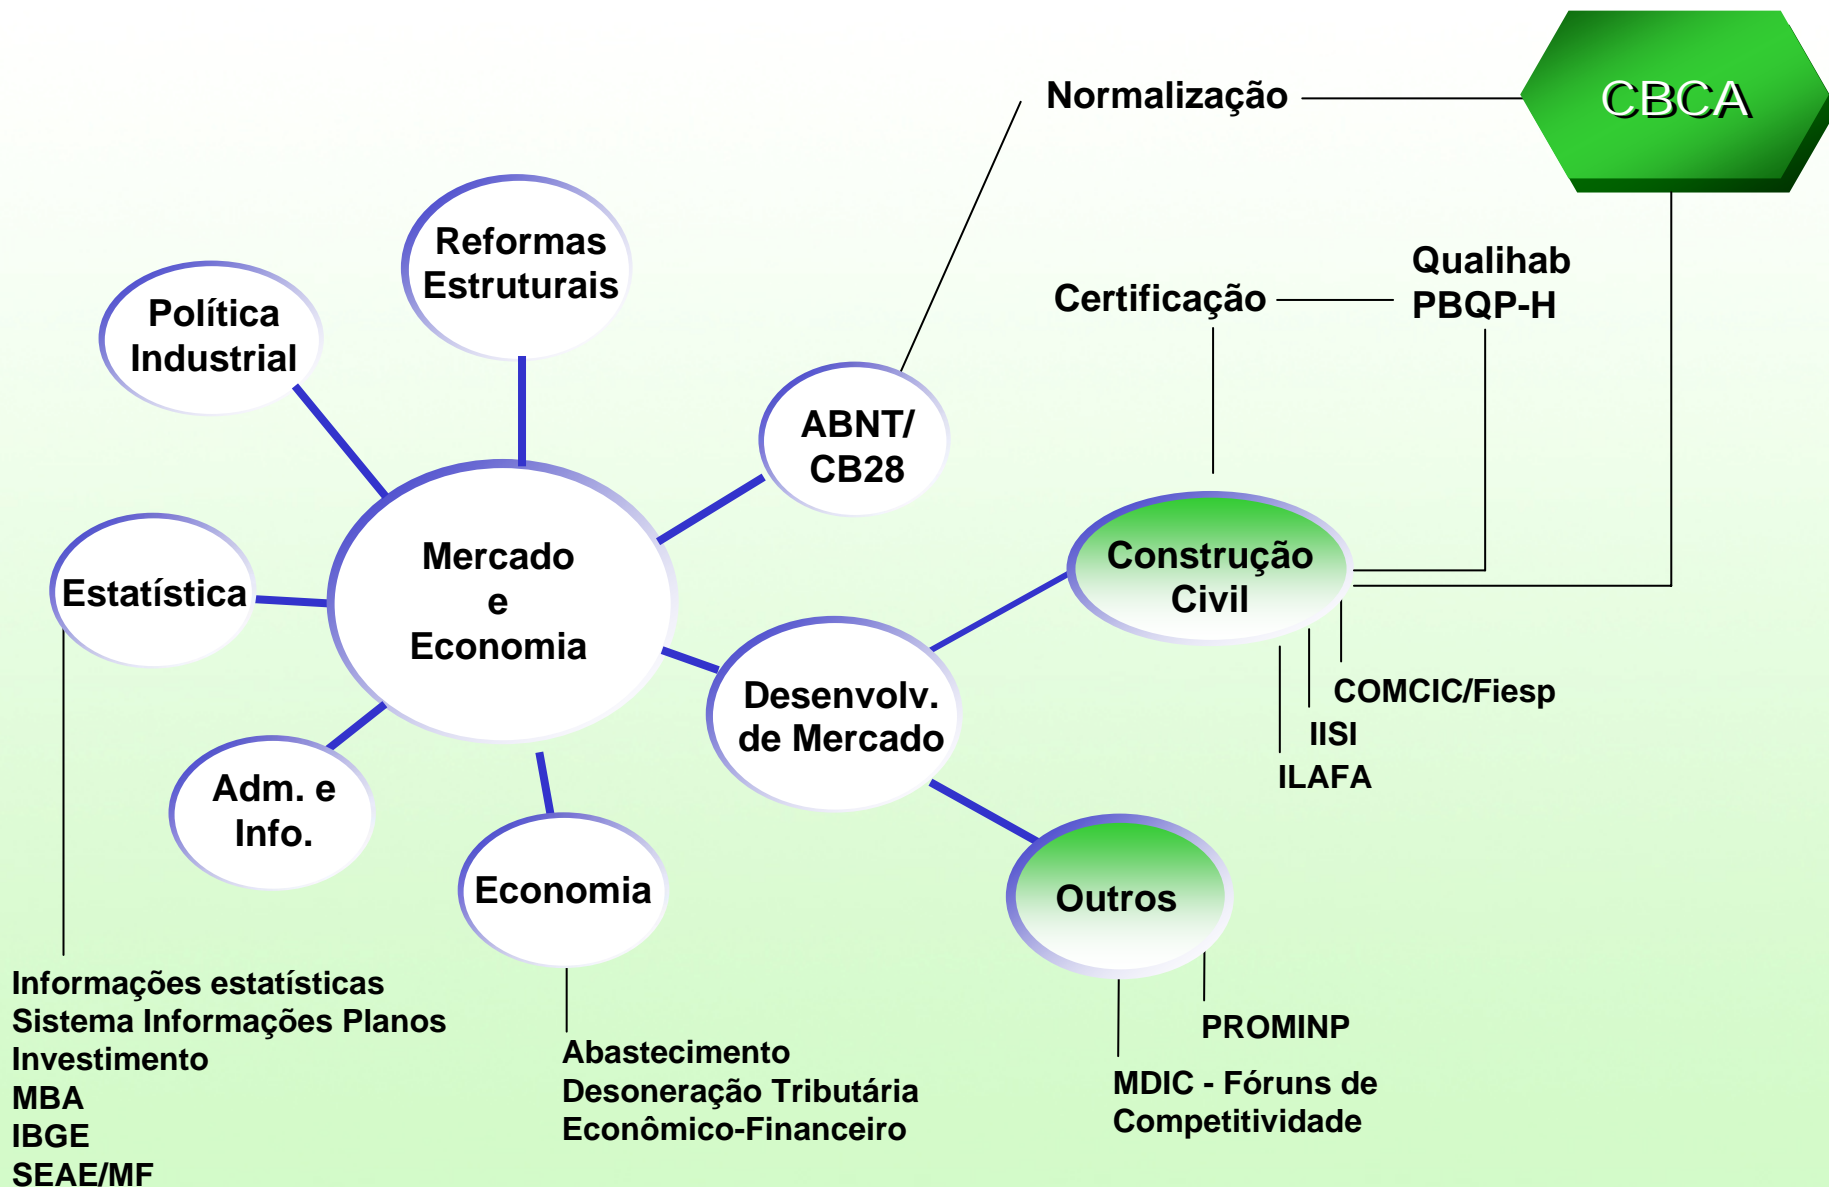 CBCA
Normalização
Reformas
Estruturais
Qualihab
PBQP-H
Certificação
Política
Industrial
ABNT/
CB28
Mercado
e
Economia
Construção
Civil
Estatística
Desenvolv.
de Mercado
COMCIC/Fiesp
IISI
ILAFA
Adm. e
Info.
Economia
Outros
Informações estatísticas
Sistema Informações Planos
Investimento
MBA
IBGE
SEAE/MF
Abastecimento
Desoneração Tributária
Econômico-Financeiro
PROMINP
MDIC - Fóruns de
Competitividade